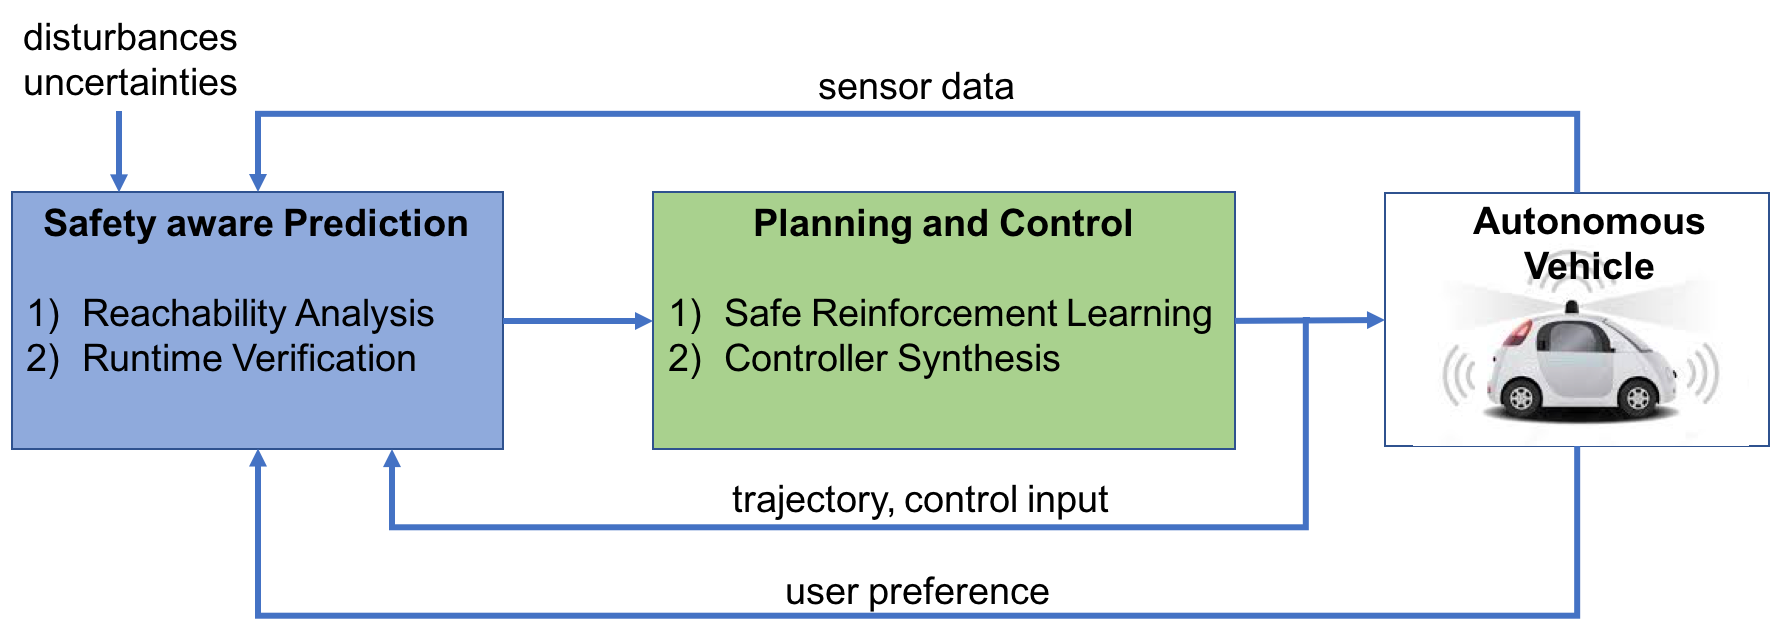 disturbances
uncertainties
sensor data
Safety aware Prediction
1) Reachability Analysis
2) Runtime Verification
Planning and Control
1) Safe Reinforcement Learning
2) Controller Synthesis
Autonomous
Vehicle
trajectory, control input
user preference